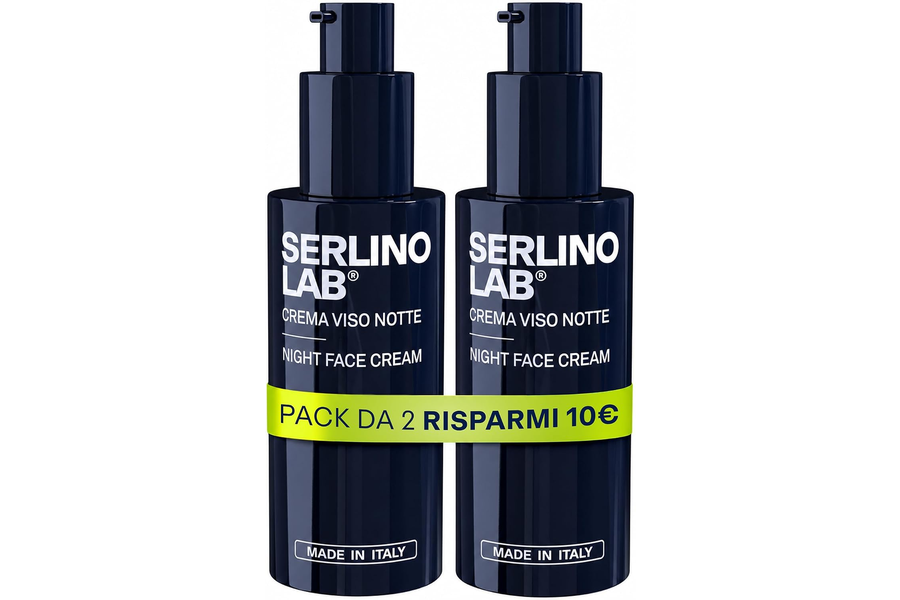 SERLINO
LAB®
CREMA VISO NOTTE
NIGHT FACE CREAM
SERLINO
LAB®
CREMA VISO NOTTE
NIGHT FACE CREAM
PACK DA 2 RISPARMI 10€
MADE IN ITALY
MADE IN ITALY